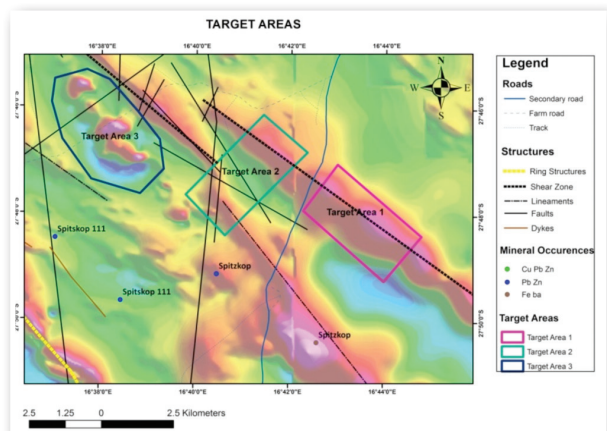 TARGET AREAS
16°38'0"E
16°40'0"E
16°42'0"E
16°44'0"E
N
W
E
S
27°46'0"S
27°48'0"S
27°50'0"S
Target Area 3
Target Area 2
Target Area 1
Spitskop 111
Spitzkop
Spitskop 111
Spitzkop
16°38'0"E
16°40'0"E
16°42'0"E
16°44'0"E
2.5
1.25
0
2.5 Kilometers
Legend
Roads
Secondary road
Farm road
Track
Structures
Ring Structures
Shear Zone
Lineaments
Faults
Dykes
Mineral Occurences
Cu Pb Zn
Pb Zn
Fe ba
Target Areas
Target Area 1
Target Area 2
Target Area 3